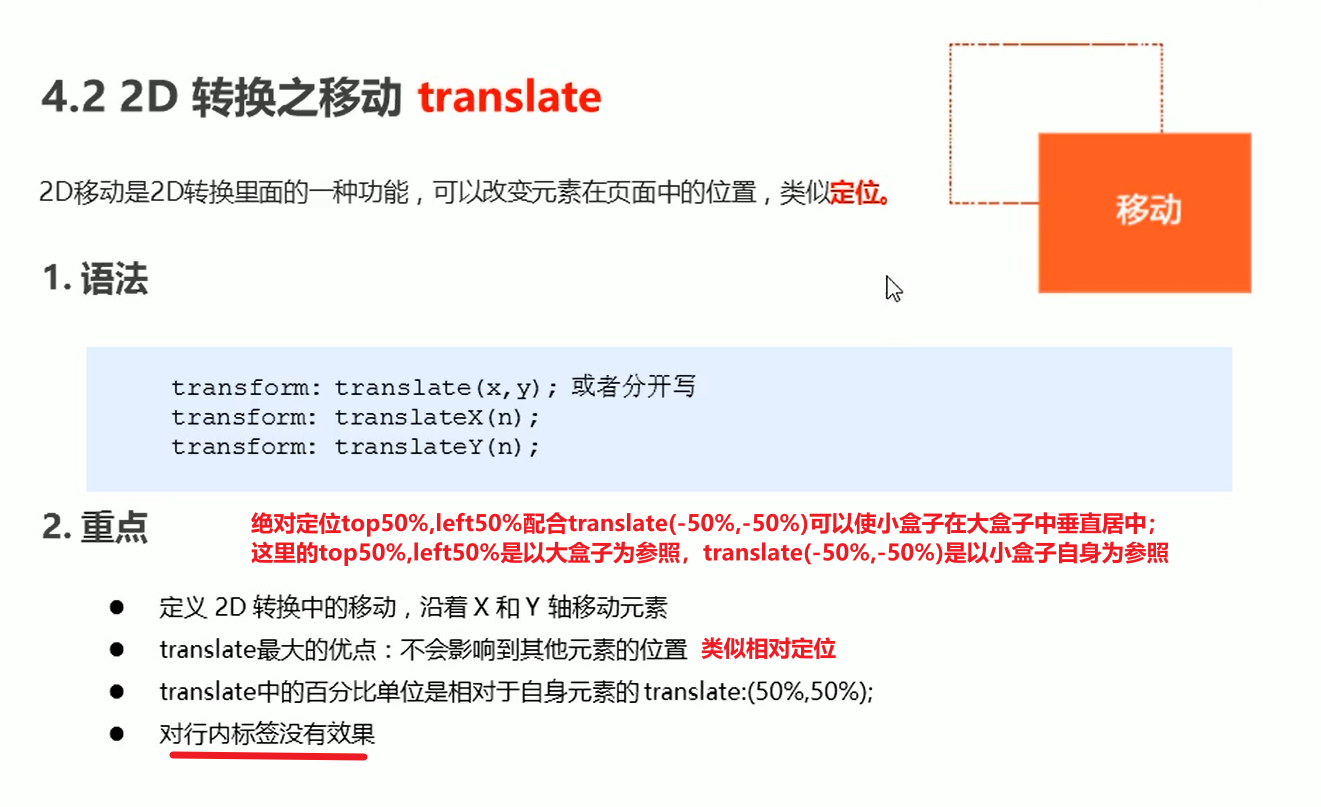 4.2 2D 转换之移动 translate
2D移动是2D转换里面的一种功能，可以改变元素在页面中的位置，类似定位。
移动
1. 语法
transform: translate(x,y); 或者分开写
transform: translateX(n);
transform: translateY(n);
2. 重点
绝对定位top50%,left50%配合translate(-50%,-50%)可以使小盒子在大盒子中垂直居中；
这里的top50%,left50%是以大盒子为参照，translate(-50%,-50%)是以小盒子自身为参照
● 定义 2D 转换中的移动，沿着 X 和 Y 轴移动元素
● translate最大的优点：不会影响到其他元素的位置 类似相对定位
● translate中的百分比单位是相对于自身元素的 translate:(50%,50%);
● 对行内标签没有效果